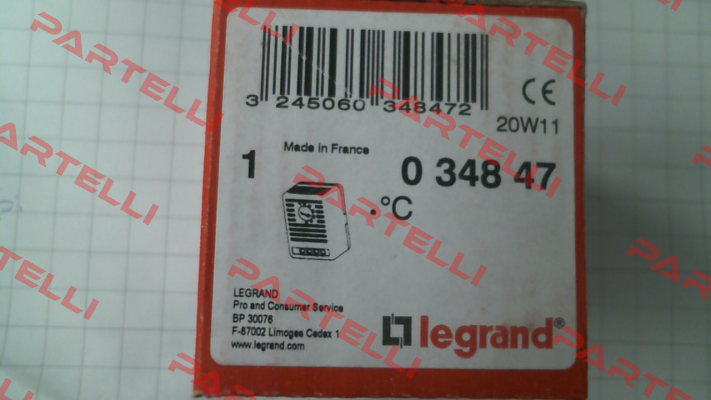 3 245060 348472
CE
20W11
Made in France
1
0 348 47
°C
LEGRAND
Pro and Consumer Service
BP 30076
F-87002 Limoges Cedex 1
www.legrand.com
legrand®
PARTELLI
PARTELLI
PARTELLI
PARTELLI
PARTELLI
PARTELLI
PARTELLI
PARTELLI
PARTELLI